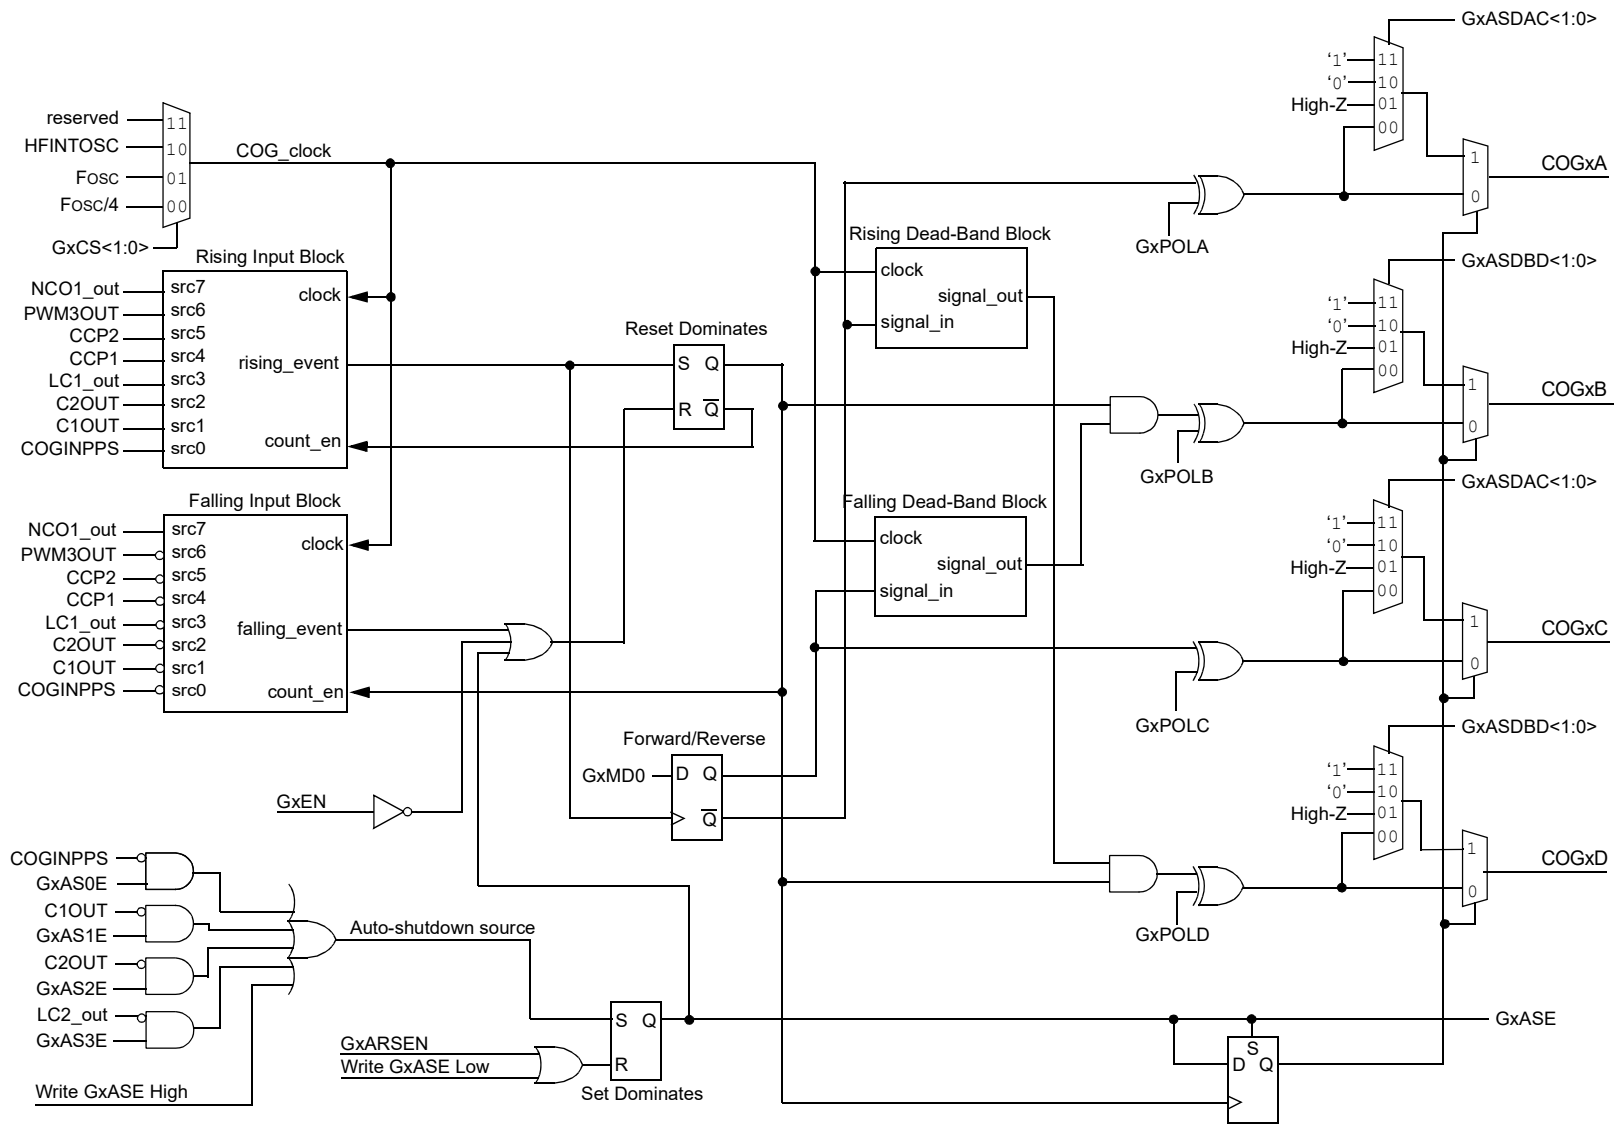 GxASDAC<1:0>
‘1’ 11
‘0’ 10
High-Z 01
00
1
0
COGxA
GxPOLA
reserved 11
HFINTOSC 10
FOSC 01
FOSC/4 00
GxCS<1:0>
COG_clock
Rising Input Block
NCO1_out src7
PWM3OUT src6
CCP2 src5
CCP1 src4
LC1_out src3
C2OUT src2
C1OUT src1
COGINPPS src0
clock
rising_event
count_en
Reset Dominates
S Q
R Q
Rising Dead-Band Block
clock
signal_out
signal_in
GxASDBD<1:0>
‘1’ 11
‘0’ 10
High-Z 01
00
1
0
COGxB
GxPOLB
Falling Input Block
NCO1_out src7
PWM3OUT src6
CCP2 src5
CCP1 src4
LC1_out src3
C2OUT src2
C1OUT src1
COGINPPS src0
clock
falling_event
count_en
Falling Dead-Band Block
clock
signal_out
signal_in
GxASDAC<1:0>
‘1’ 11
‘0’ 10
High-Z 01
00
1
0
COGxC
GxPOLC
Forward/Reverse
GxMD0 D Q
Q
GxEN
GxASDBD<1:0>
‘1’ 11
‘0’ 10
High-Z 01
00
1
0
COGxD
GxPOLD
COGINPPS
GxAS0E
C1OUT
GxAS1E
C2OUT
GxAS2E
LC2_out
GxAS3E
Write GxASE High
Auto-shutdown source
S Q
R
Set Dominates
GxARSEN
Write GxASE Low
GxASE
S
D Q